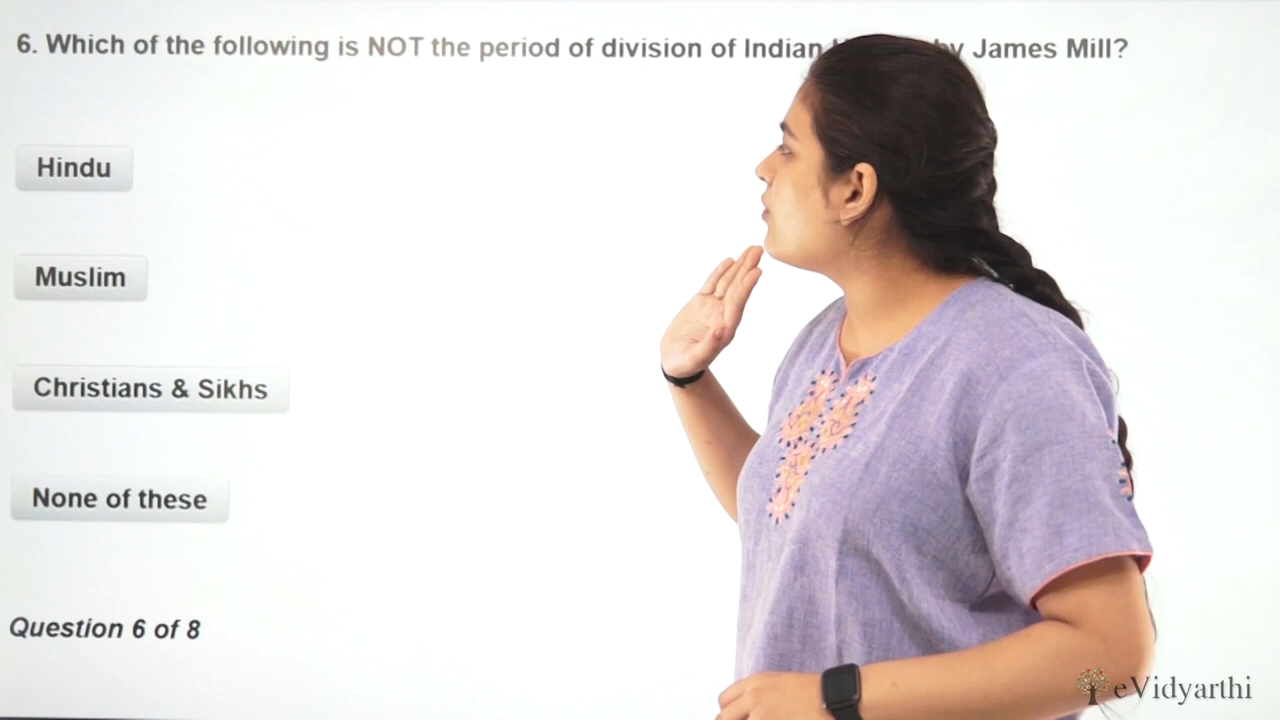 6. Which of the following is NOT the period of division of Indian by James Mill?
Hindu
Muslim
Christians & Sikhs
None of these
Question 6 of 8
eVidyarthi